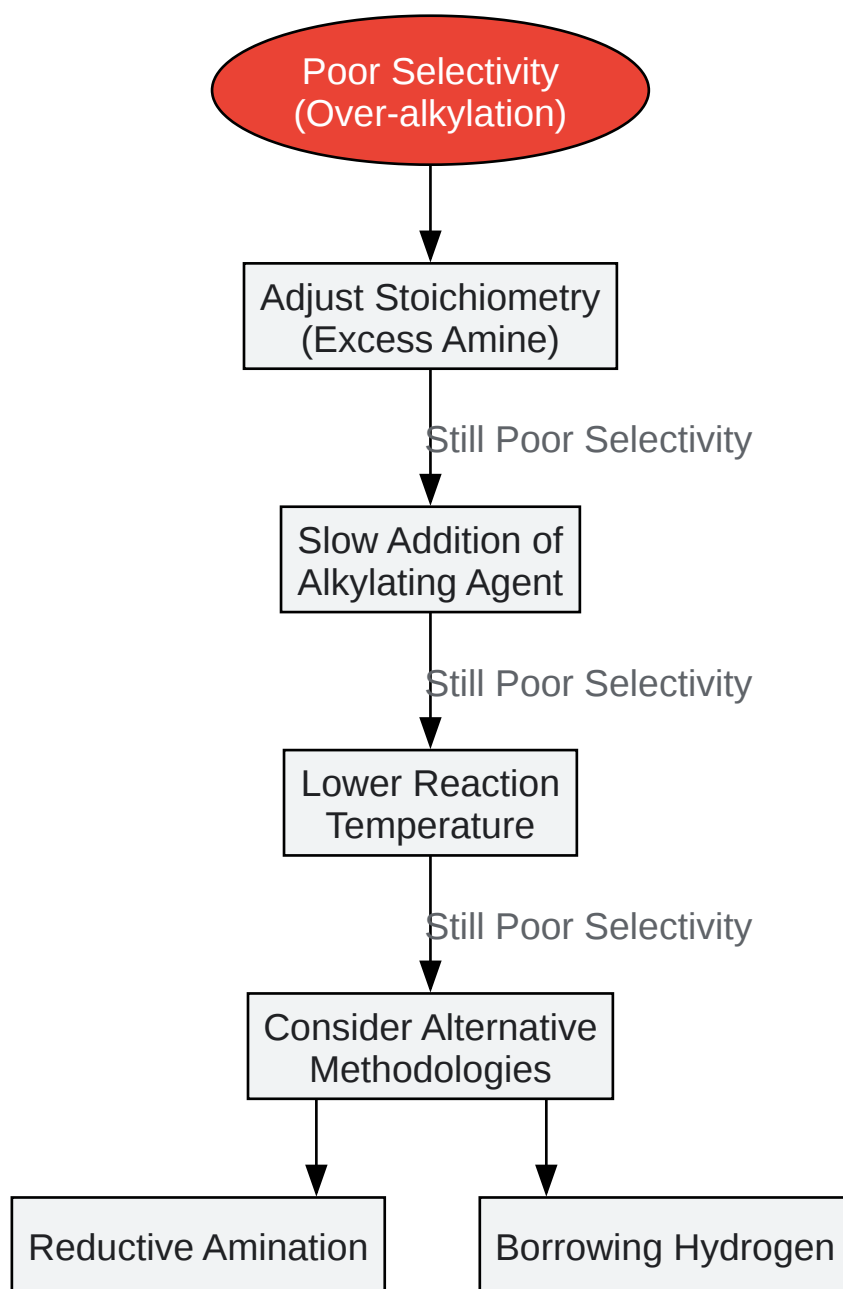 Poor Selectivity
(Over-alkylation)
Adjust Stoichiometry
(Excess Amine)
Still Poor Selectivity
Slow Addition of
Alkylating Agent
Still Poor Selectivity
Lower Reaction
Temperature
Still Poor Selectivity
Consider Alternative
Methodologies
Reductive Amination
Borrowing Hydrogen